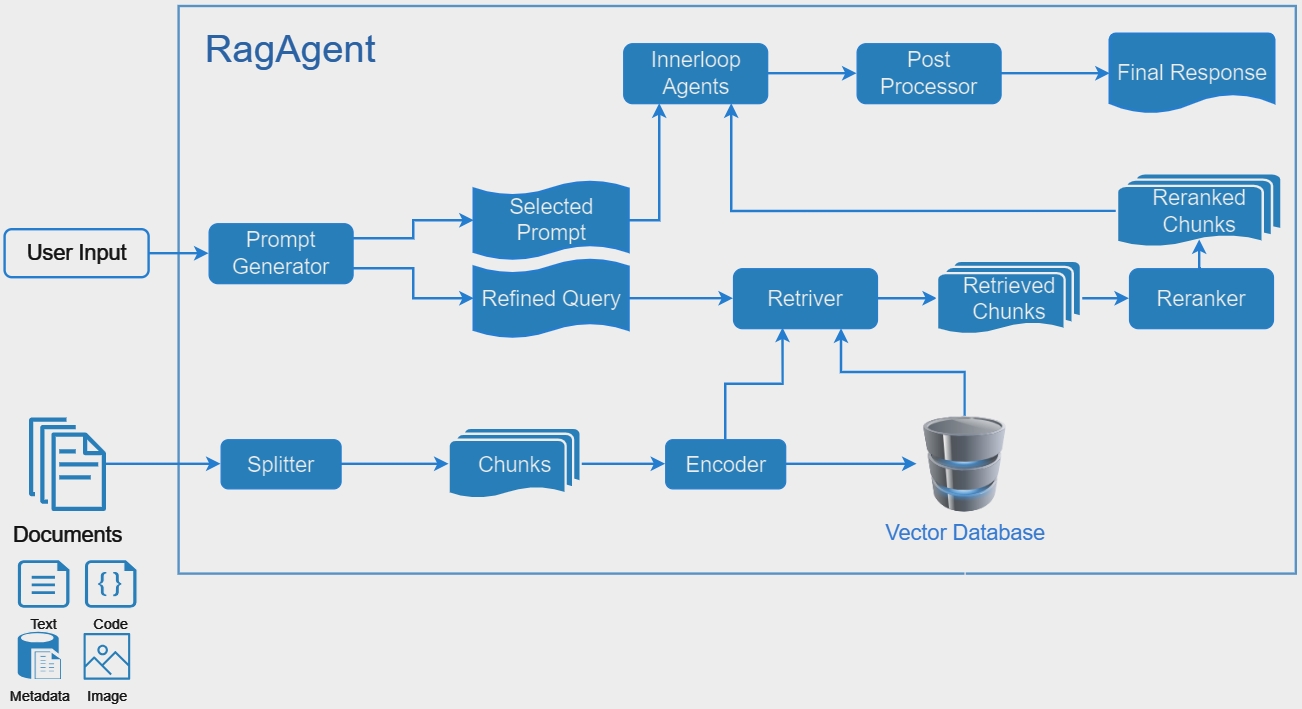 RagAgent
Innerloop
Agents
Post
Processor
Final Response
Selected
Prompt
Reranked
Chunks
User Input
Prompt
Generator
Refined Query
Retriver
Retrieved
Chunks
Reranker
Splitter
Chunks
Encoder
Vector Database
Documents
{ }
Text
Code
Metadata
Image